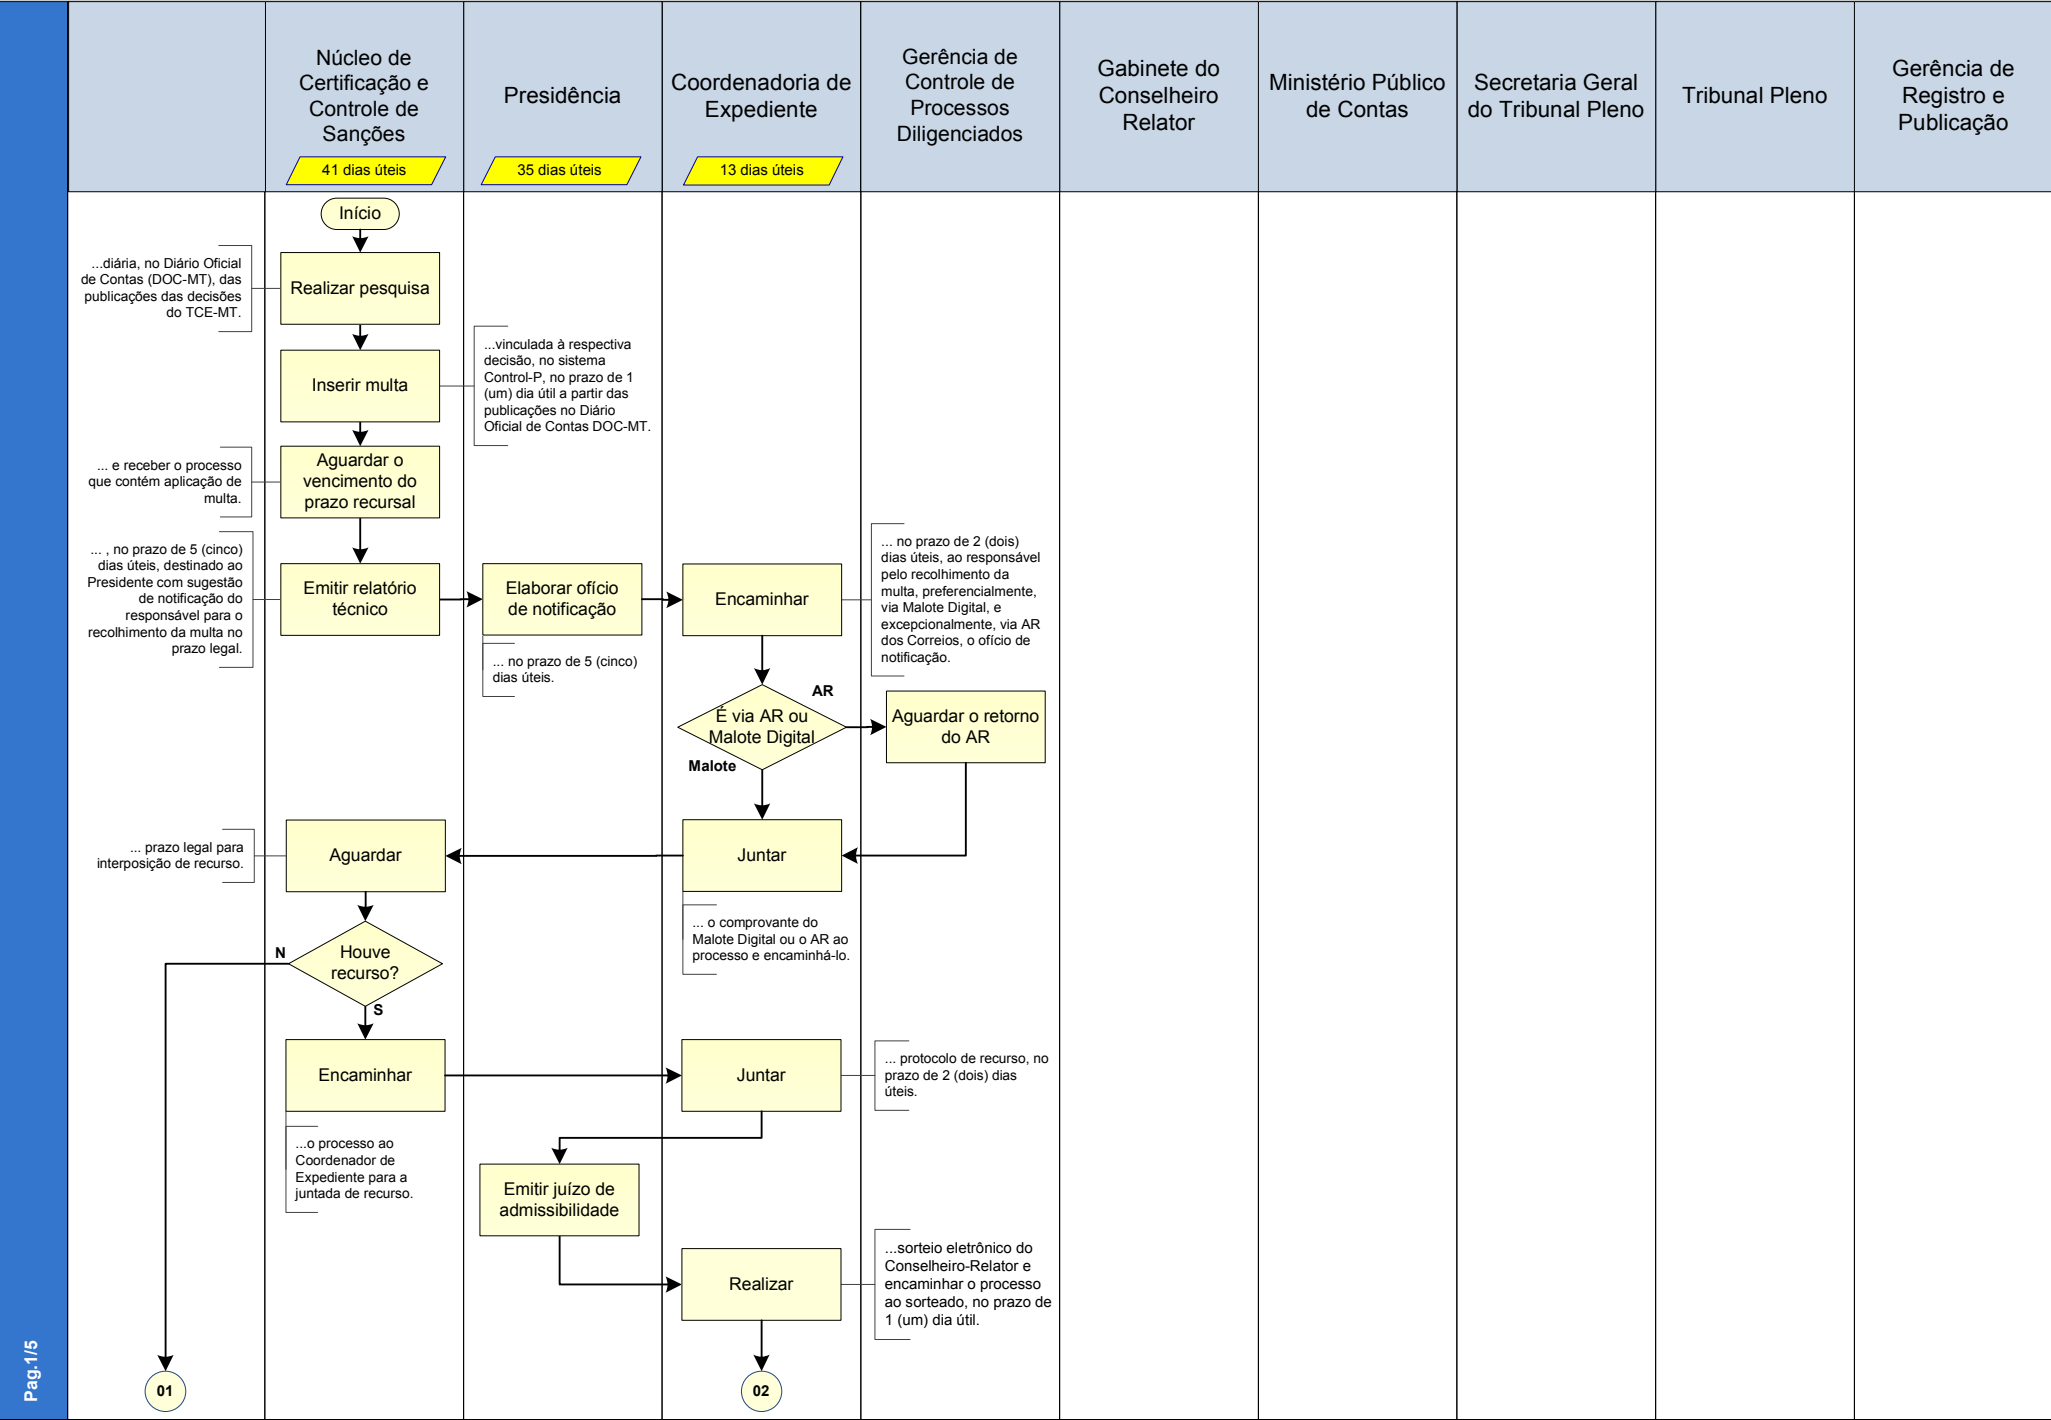 Núcleo de
Certificação e
Controle de
Sanções
41 dias úteis
Presidência
35 dias úteis
Coordenadoria de
Expediente
13 dias úteis
Gerência de
Controle de
Processos
Diligenciados
Gabinete do
Conselheiro
Relator
Ministério Público
de Contas
Secretaria Geral
do Tribunal Pleno
Tribunal Pleno
Gerência de
Registro e
Publicação
Início
...diária, no Diário Oficial
de Contas (DOC-MT), das
publicações das decisões
do TCE-MT.
Realizar pesquisa
Inserir multa
...vinculada à respectiva
decisão, no sistema
Control-P, no prazo de 1
(um) dia útil a partir das
publicações no Diário
Oficial de Contas DOC-MT.
... e receber o processo
que contém aplicação de
multa.
Aguardar o
vencimento do
prazo recursal
... , no prazo de 5 (cinco)
dias úteis, destinado ao
Presidente com sugestão
de notificação do
responsável para o
recolhimento da multa no
prazo legal.
Emitir relatório
técnico
Elaborar ofício
de notificação
... no prazo de 5 (cinco)
dias úteis.
Encaminhar
... no prazo de 2 (dois)
dias úteis, ao responsável
pelo recolhimento da
multa, preferencialmente,
via Malote Digital, e
excepcionalmente, via AR
dos Correios, o ofício de
notificação.
É via AR ou
Malote Digital
AR
Malote
Aguardar o retorno
do AR
... prazo legal para
interposição de recurso.
Aguardar
Juntar
... o comprovante do
Malote Digital ou o AR ao
processo e encaminhá-lo.
Houve
recurso?
N
S
Encaminhar
...o processo ao
Coordenador de
Expediente para a
juntada de recurso.
Juntar
... protocolo de recurso, no
prazo de 2 (dois) dias
úteis.
Emitir juízo de
admissibilidade
Realizar
...sorteio eletrônico do
Conselheiro-Relator e
encaminhar o processo
ao sorteado, no prazo de
1 (um) dia útil.
01
02
Pag.1/5